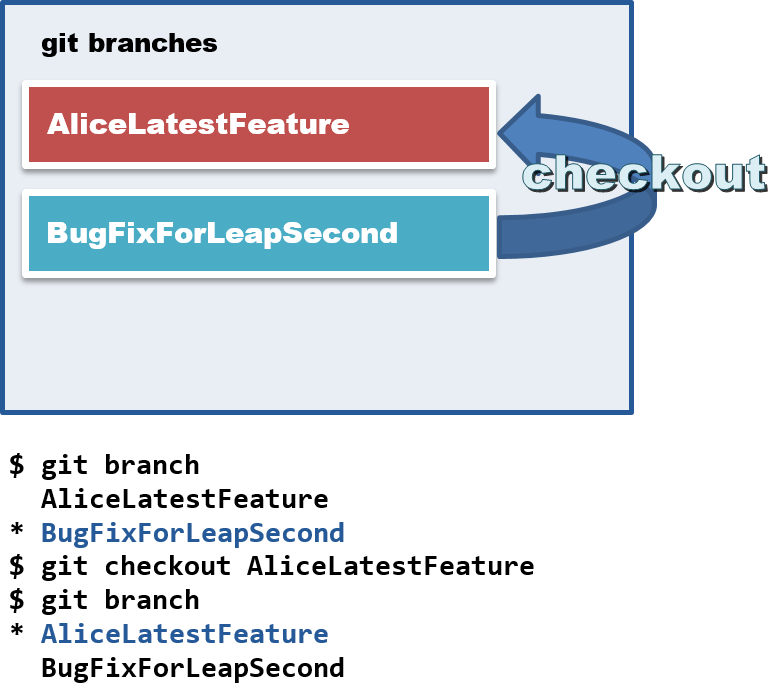 git branches
AliceLatestFeature
checkout
BugFixForLeapSecond
$ git branch
  AliceLatestFeature
* BugFixForLeapSecond
$ git checkout AliceLatestFeature
$ git branch
* AliceLatestFeature
  BugFixForLeapSecond